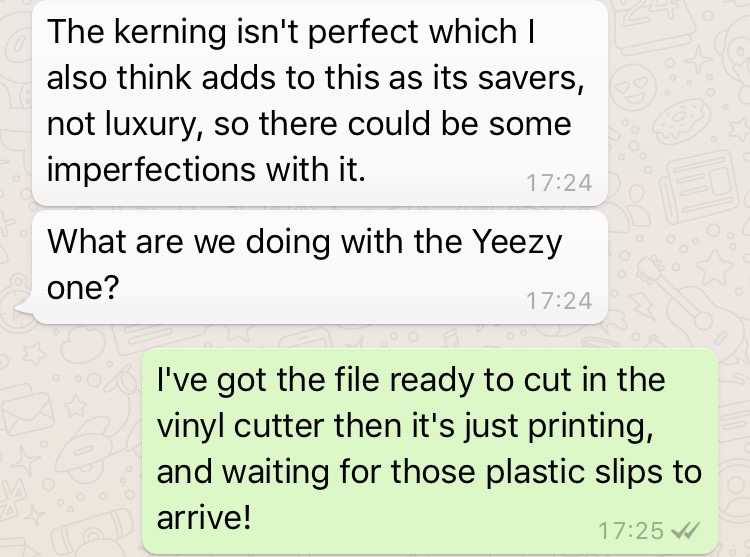 The kerning isn't perfect which I
also think adds to this as its savers,
not luxury, so there could be some
imperfections with it.
17:24
What are we doing with the Yeezy
one?
17:24
I've got the file ready to cut in the
vinyl cutter then it's just printing,
and waiting for those plastic slips to
arrive!
17:25